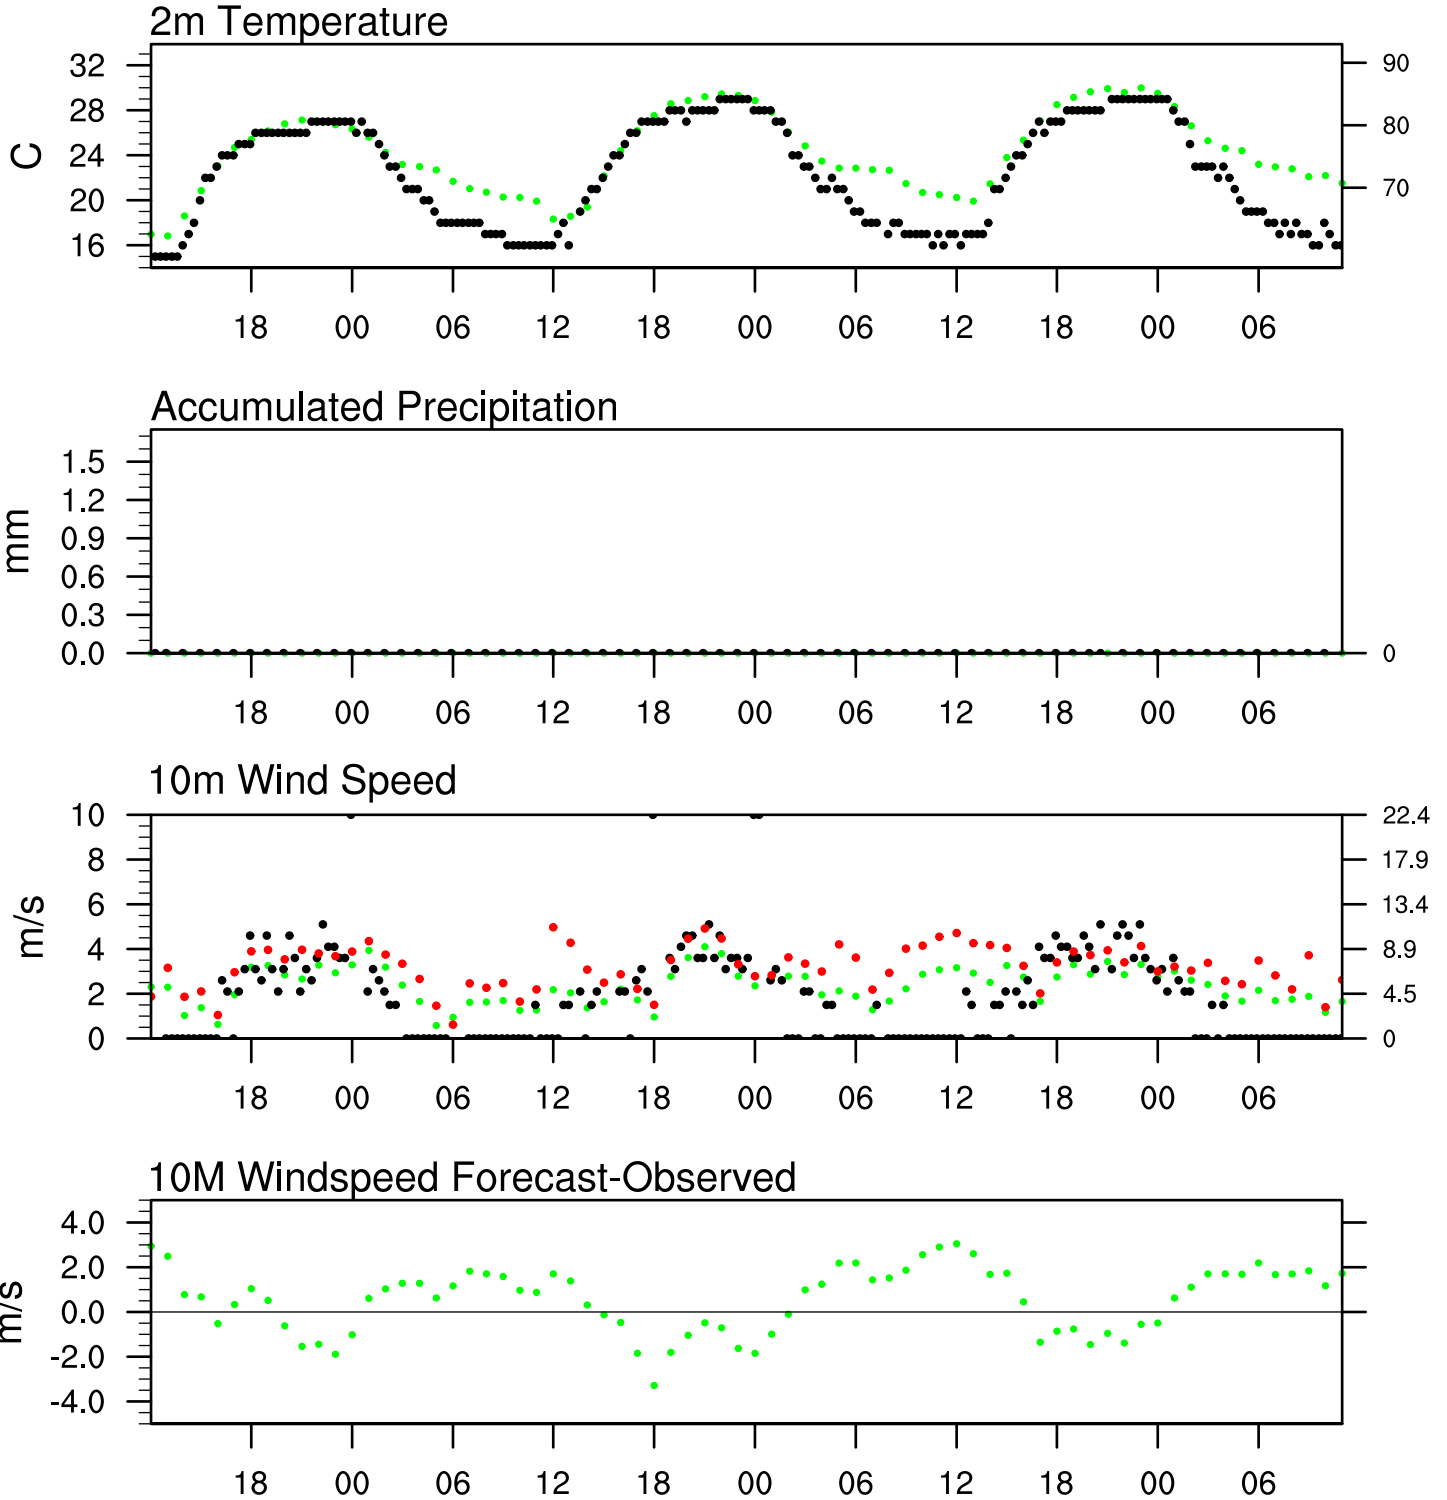 2m Temperature
32
28
24
20
16
C
90
80
70
18 00 06 12 18 00 06 12 18 00 06
Accumulated Precipitation
1.5
1.2
0.9
0.6
0.3
0.0
mm
0
18 00 06 12 18 00 06 12 18 00 06
10m Wind Speed
10
8
6
4
2
0
m/s
22.4
17.9
13.4
8.9
4.5
0
18 00 06 12 18 00 06 12 18 00 06
10M Windspeed Forecast-Observed
4.0
2.0
0.0
-2.0
-4.0
m/s
18 00 06 12 18 00 06 12 18 00 06